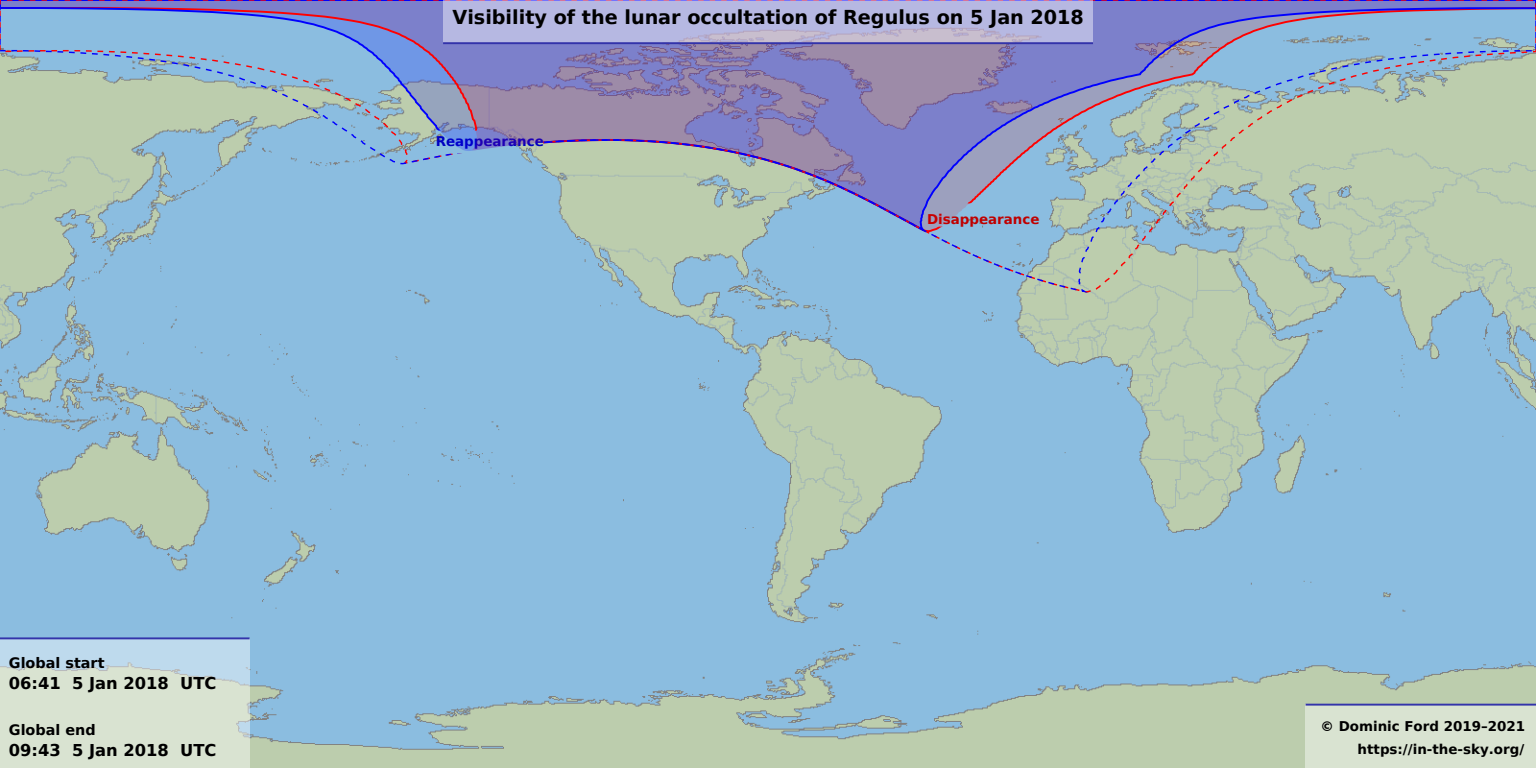 Visibility of the lunar occultation of Regulus on 5 Jan 2018
Reappearance
Disappearance
Global start
06:41 5 Jan 2018 UTC
Global end
09:43 5 Jan 2018 UTC
© Dominic Ford 2019–2021
https://in-the-sky.org/